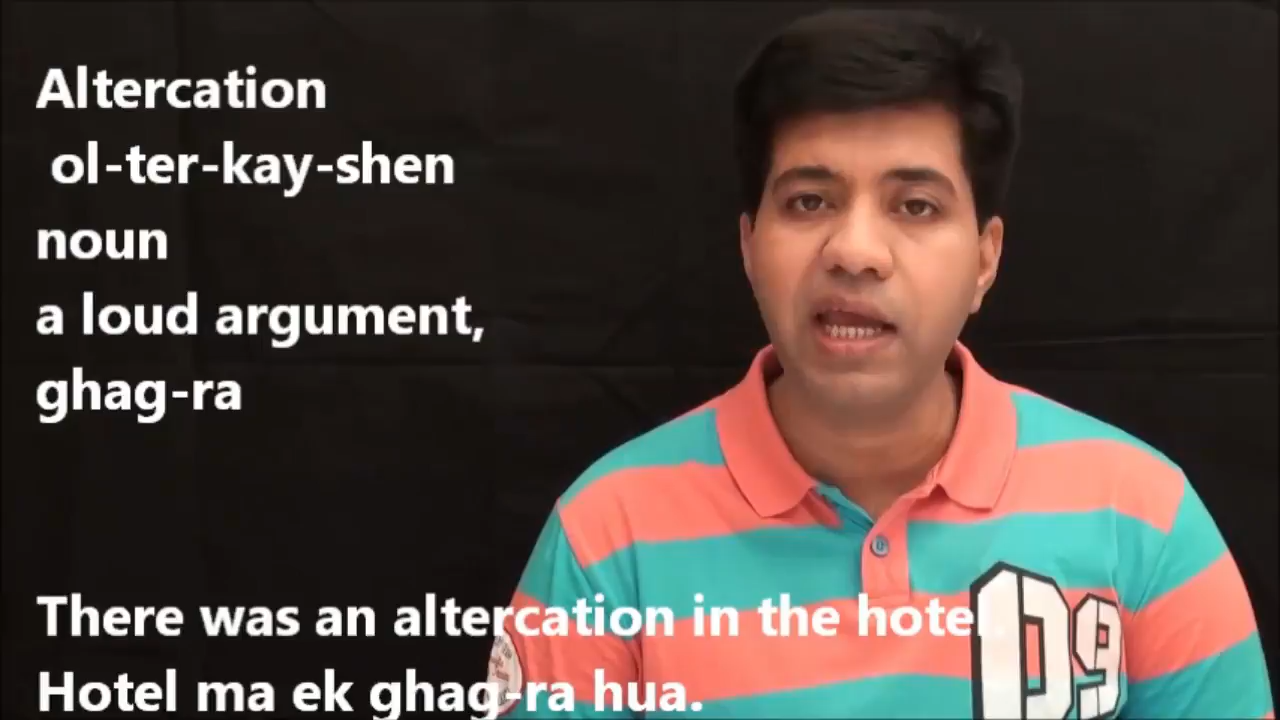 Altercation
ol-ter-kay-shen
noun
a loud argument,
ghag-ra
There was an altercation in the hotel.
Hotel ma ek ghag-ra hua.
D9